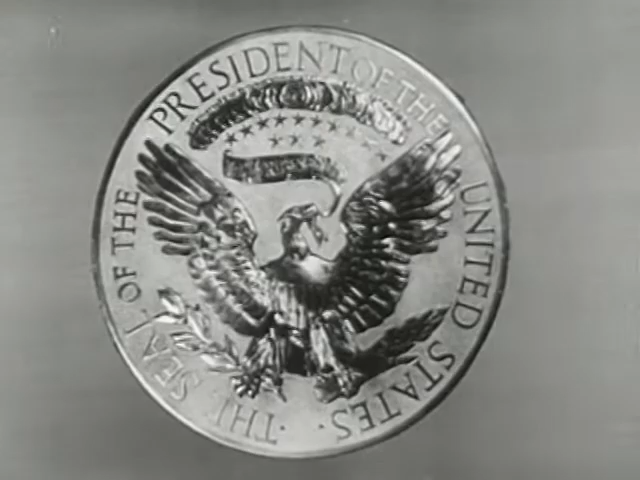 THE SEAL OF THE PRESIDENT OF THE UNITED STATES